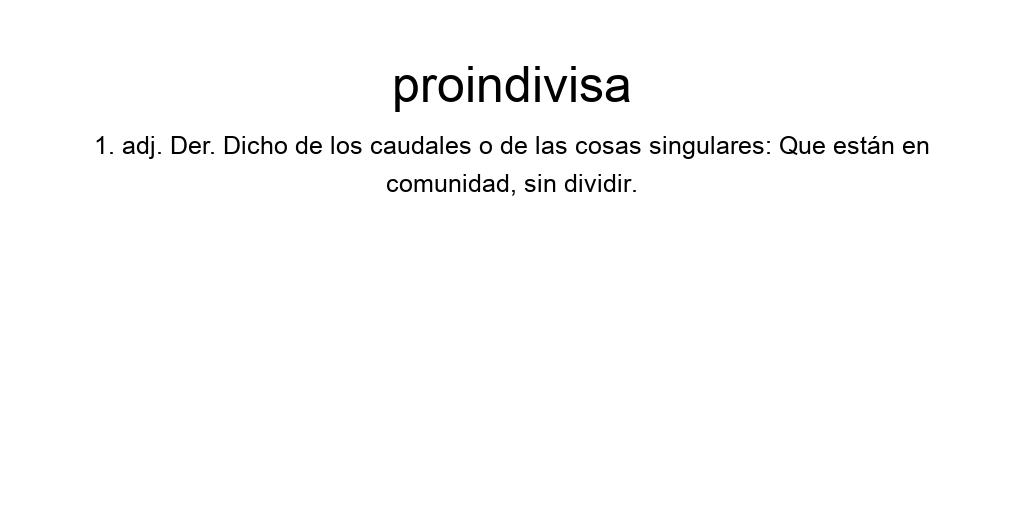 proindivisa
1. adj. Der. Dicho de los caudales o de las cosas singulares: Que están en
comunidad, sin dividir.